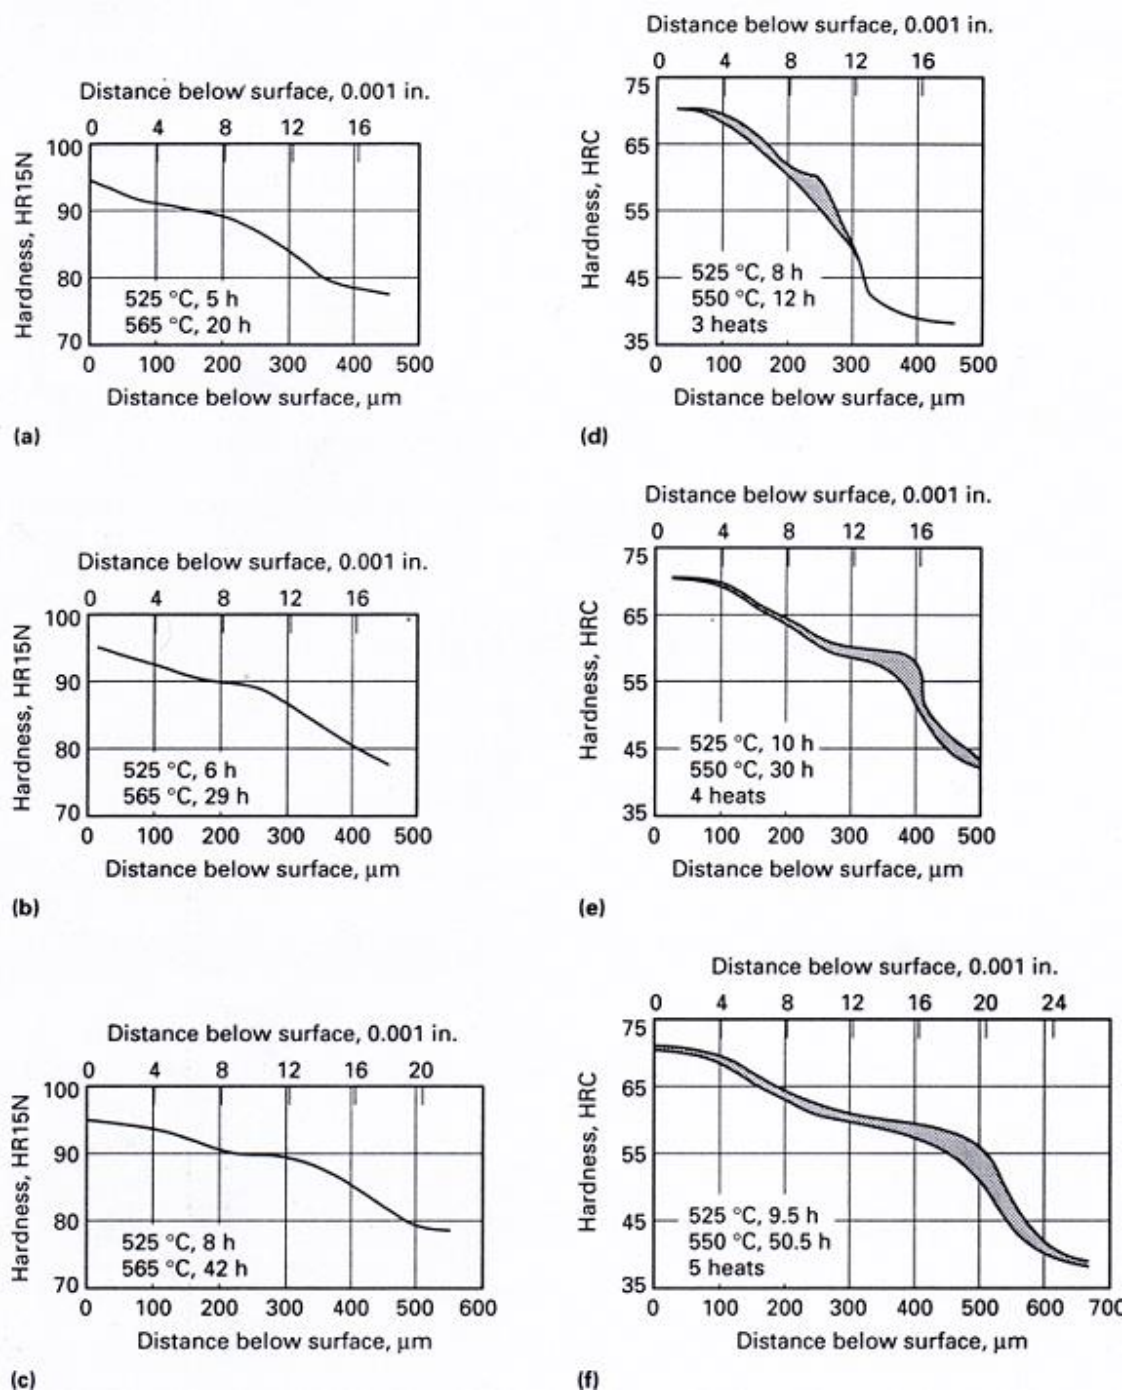 Distance below surface, 0.001 in.
0 4 8 12 16
Hardness, HR15N
100
90
80
70
525 °C, 5 h
565 °C, 20 h
0 100 200 300 400 500
Distance below surface, μm
(a)
Distance below surface, 0.001 in.
0 4 8 12 16
Hardness, HR15N
100
90
80
70
525 °C, 6 h
565 °C, 29 h
0 100 200 300 400 500
Distance below surface, μm
(b)
Distance below surface, 0.001 in.
0 4 8 12 16 20
Hardness, HR15N
100
90
80
70
525 °C, 8 h
565 °C, 42 h
0 100 200 300 400 500 600
Distance below surface, μm
(c)
Distance below surface, 0.001 in.
0 4 8 12 16
Hardness, HRC
75
65
55
45
35
525 °C, 8 h
550 °C, 12 h
3 heats
0 100 200 300 400 500
Distance below surface, μm
(d)
Distance below surface, 0.001 in.
0 4 8 12 16
Hardness, HRC
75
65
55
45
35
525 °C, 10 h
550 °C, 30 h
4 heats
0 100 200 300 400 500
Distance below surface, μm
(e)
Distance below surface, 0.001 in.
0 4 8 12 16 20 24
Hardness, HRC
75
65
55
45
35
525 °C, 9.5 h
550 °C, 50.5 h
5 heats
0 100 200 300 400 500 600 700
Distance below surface, μm
(f)